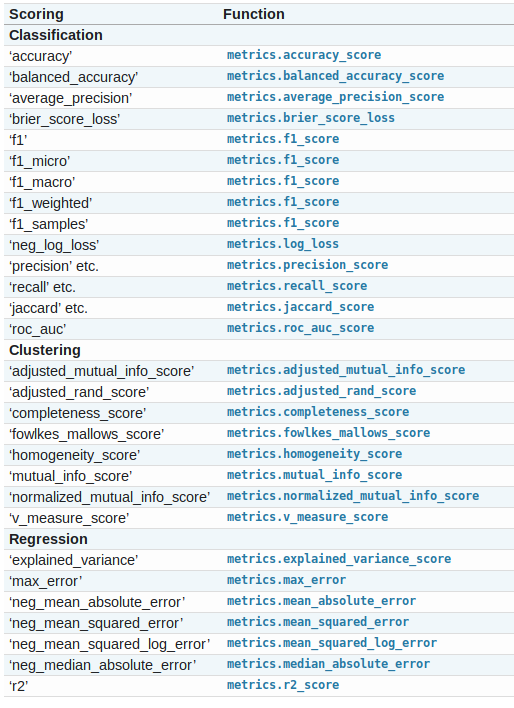 Scoring Function
Classification
‘accuracy’ metrics.accuracy_score
‘balanced_accuracy’ metrics.balanced_accuracy_score
‘average_precision’ metrics.average_precision_score
‘brier_score_loss’ metrics.brier_score_loss
‘f1’ metrics.f1_score
‘f1_micro’ metrics.f1_score
‘f1_macro’ metrics.f1_score
‘f1_weighted’ metrics.f1_score
‘f1_samples’ metrics.f1_score
‘neg_log_loss’ metrics.log_loss
‘precision’ etc. metrics.precision_score
‘recall’ etc. metrics.recall_score
‘jaccard’ etc. metrics.jaccard_score
‘roc_auc’ metrics.roc_auc_score
Clustering
‘adjusted_mutual_info_score’ metrics.adjusted_mutual_info_score
‘adjusted_rand_score’ metrics.adjusted_rand_score
‘completeness_score’ metrics.completeness_score
‘fowlkes_mallows_score’ metrics.fowlkes_mallows_score
‘homogeneity_score’ metrics.homogeneity_score
‘mutual_info_score’ metrics.mutual_info_score
‘normalized_mutual_info_score’ metrics.normalized_mutual_info_score
‘v_measure_score’ metrics.v_measure_score
Regression
‘explained_variance’ metrics.explained_variance_score
‘max_error’ metrics.max_error
‘neg_mean_absolute_error’ metrics.mean_absolute_error
‘neg_mean_squared_error’ metrics.mean_squared_error
‘neg_mean_squared_log_error’ metrics.mean_squared_log_error
‘neg_median_absolute_error’ metrics.median_absolute_error
‘r2’ metrics.r2_score